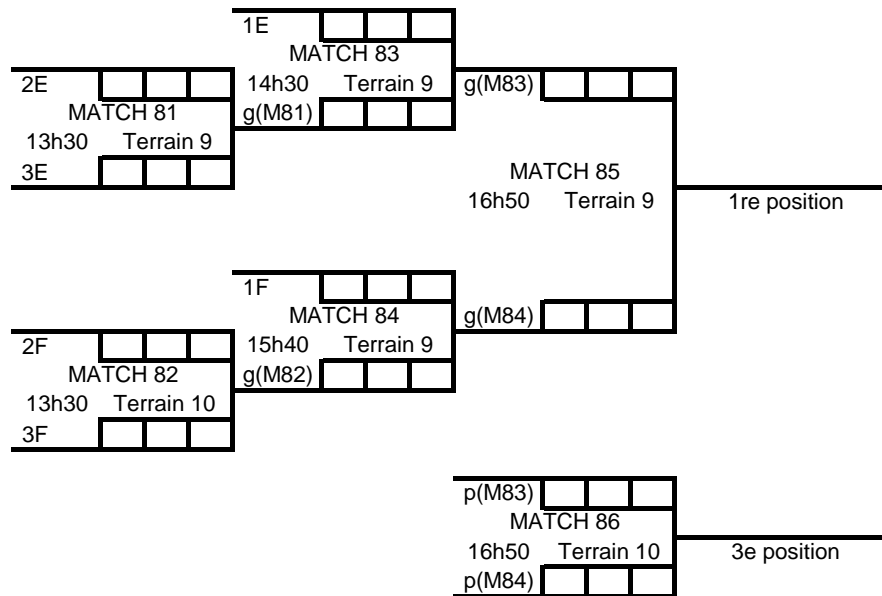 1E
MATCH 83
14h30 Terrain 9
g(M81)
2E
MATCH 81
13h30 Terrain 9
3E
g(M83)
MATCH 85
16h50 Terrain 9
g(M84)
1re position
1F
MATCH 84
15h40 Terrain 9
g(M82)
2F
MATCH 82
13h30 Terrain 10
3F
p(M83)
MATCH 86
16h50 Terrain 10
p(M84)
3e position